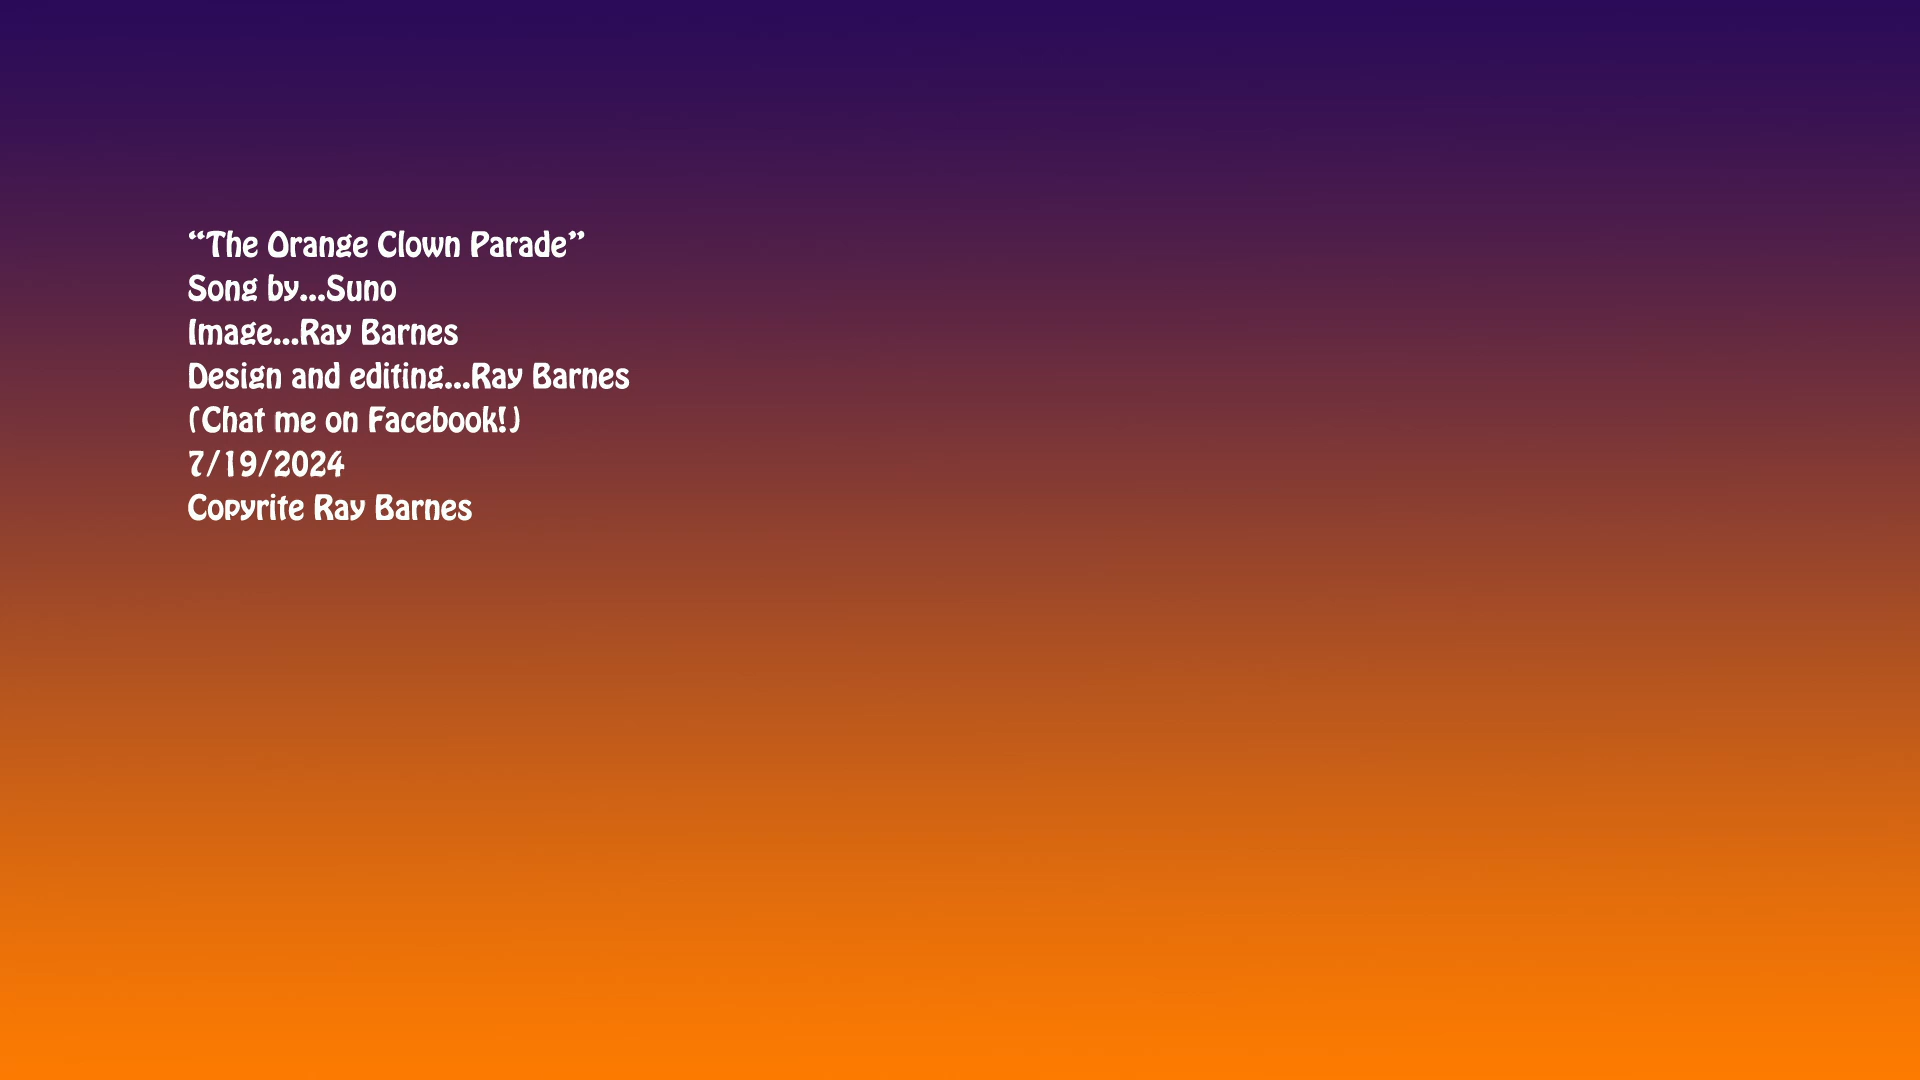 “The Orange Clown Parade”
Song by...Suno
Image...Ray Barnes
Design and editing...Ray Barnes
(Chat me on Facebook!)
7/19/2024
Copyrite Ray Barnes